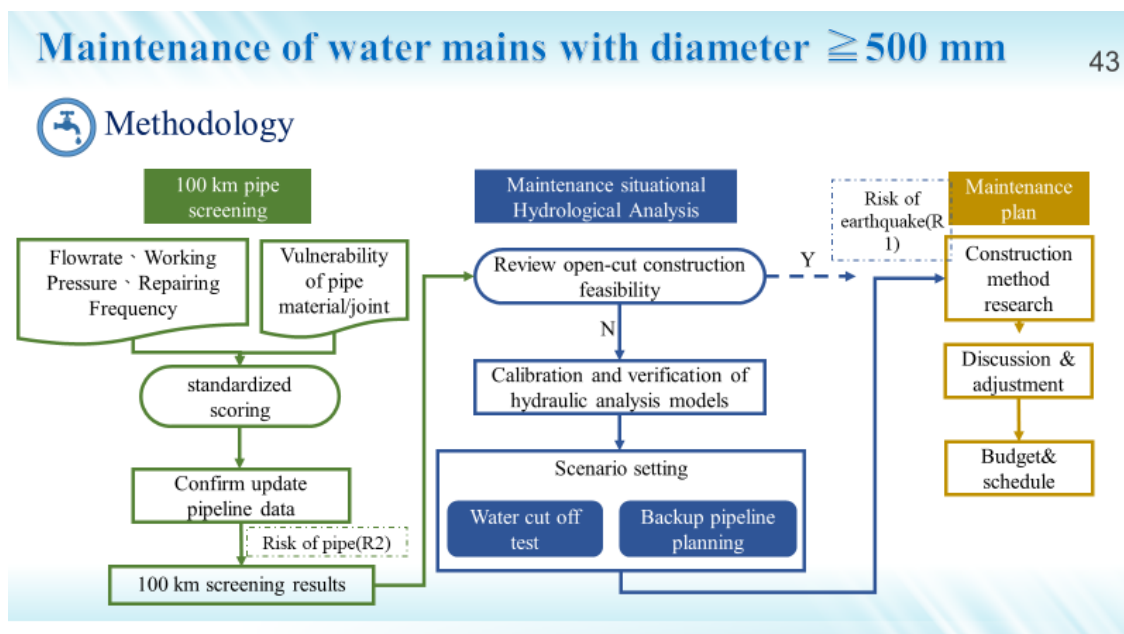 Maintenance of water mains with diameter ≧500 mm
43
Methodology
100 km pipe
screening
Flowrate、Working
Pressure、Repairing
Frequency
Vulnerability
of pipe
material/joint
standardized
scoring
Confirm update
pipeline data
Risk of pipe(R2)
100 km screening results
Maintenance situational
Hydrological Analysis
Review open-cut construction
feasibility
Y
N
Calibration and verification of
hydraulic analysis models
Scenario setting
Water cut off
test
Backup pipeline
planning
Risk of
earthquake(R
1)
Maintenance
plan
Construction
method
research
Discussion &
adjustment
Budget&
schedule